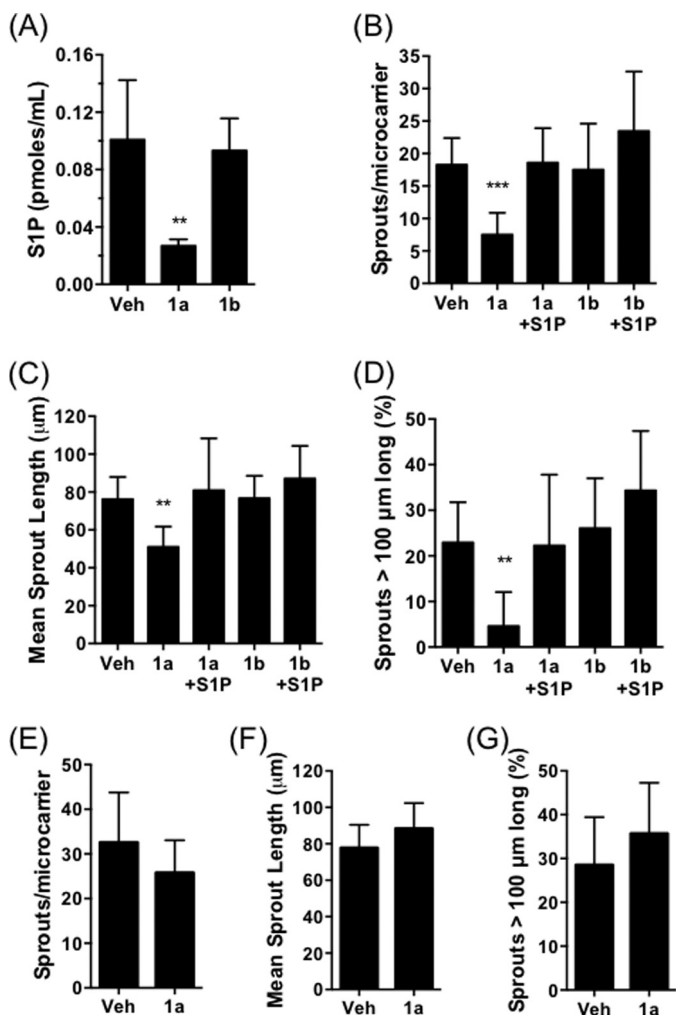 (A)
S1P (pmoles/mL)
0.16
0.12
0.08
0.04
0.00
**
Veh 1a 1b
(B)
Sprouts/microcarrier
35
30
25
20
15
10
5
0
***
Veh 1a 1a 1b 1b
+S1P +S1P
(C)
Mean Sprout Length (μm)
120
100
80
60
40
20
0
**
Veh 1a 1a 1b 1b
+S1P +S1P
(D)
Sprouts > 100 μm long (%)
50
40
30
20
10
0
**
Veh 1a 1a 1b 1b
+S1P +S1P
(E)
Sprouts/microcarrier
50
40
30
20
10
0
Veh 1a
(F)
Mean Sprout Length (μm)
120
100
80
60
40
20
0
Veh 1a
(G)
Sprouts > 100 μm long (%)
50
40
30
20
10
0
Veh 1a